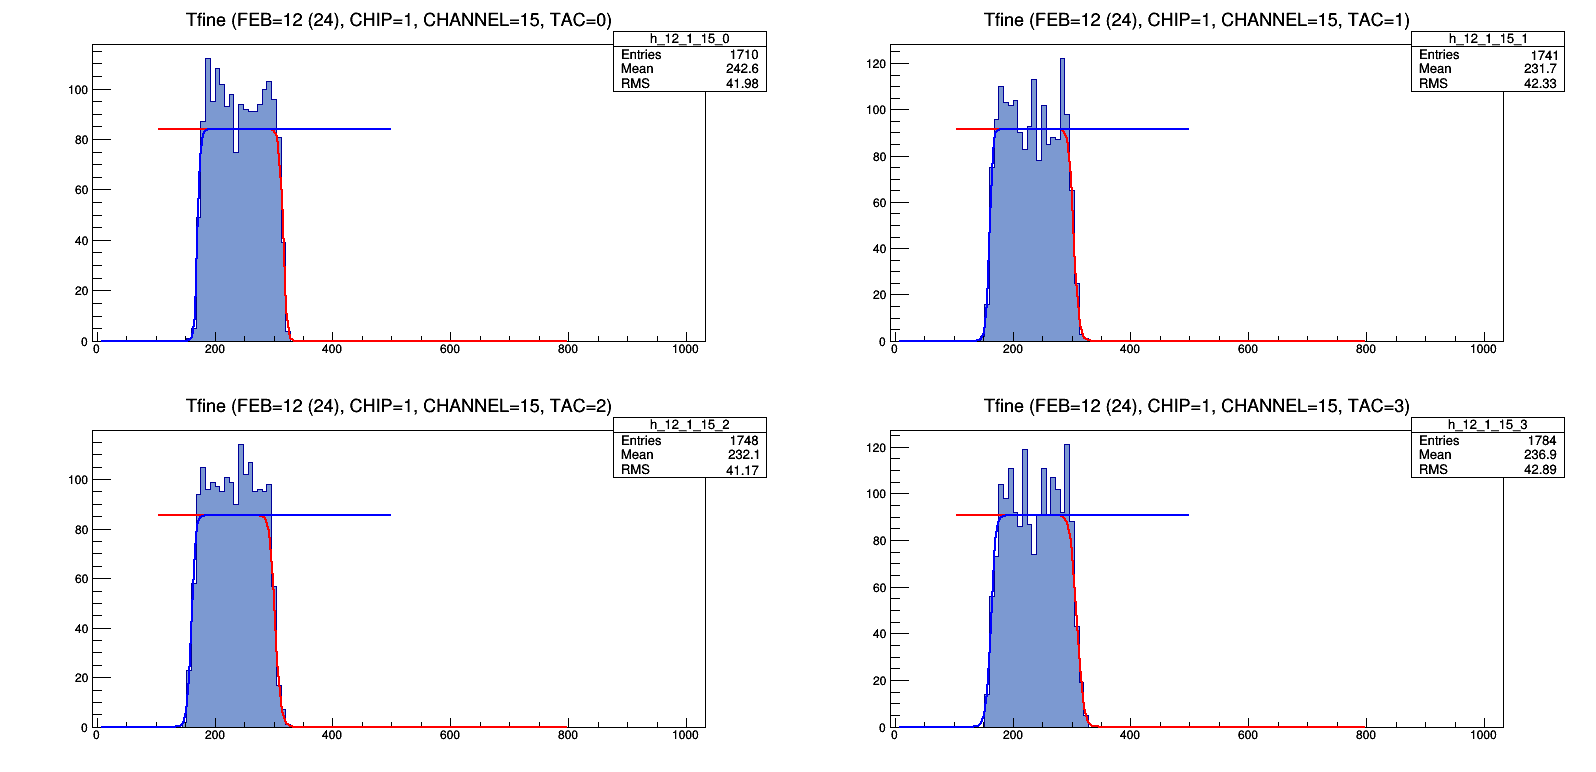 Tfine (FEB=12 (24), CHIP=1, CHANNEL=15, TAC=0)
h_12_1_15_0
Entries 1710
Mean 242.6
RMS 41.98
100
80
60
40
20
0
0 200 400 600 800 1000
Tfine (FEB=12 (24), CHIP=1, CHANNEL=15, TAC=1)
h_12_1_15_1
Entries 1741
Mean 231.7
RMS 42.33
120
100
80
60
40
20
0
0 200 400 600 800 1000
Tfine (FEB=12 (24), CHIP=1, CHANNEL=15, TAC=2)
h_12_1_15_2
Entries 1748
Mean 232.1
RMS 41.17
100
80
60
40
20
0
0 200 400 600 800 1000
Tfine (FEB=12 (24), CHIP=1, CHANNEL=15, TAC=3)
h_12_1_15_3
Entries 1784
Mean 236.9
RMS 42.89
120
100
80
60
40
20
0
0 200 400 600 800 1000